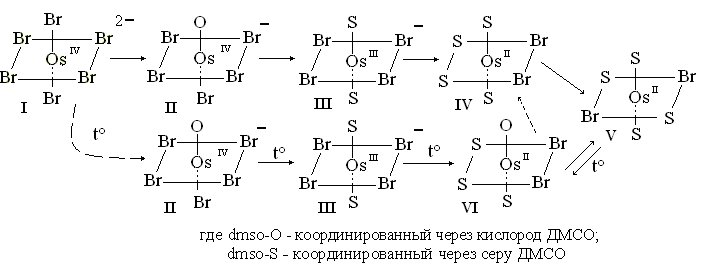 Br 2−
Br Br
Os IV
Br Br
Br
I
O −
Br Br
Os IV
Br Br
Br
II
S −
Br Br
Os III
Br Br
S
III
S
S Br
Os II
S Br
S
IV
S
S Br
Os II
Br S
S
V
t°
O −
Br Br
Os IV
Br Br
Br
II
t°
S −
Br Br
Os III
Br Br
S
III
t°
O
S Br
Os II
S Br
S
VI
t°
где dmso-O - координированный через кислород ДМСО;
dmso-S - координированный через серу ДМСО